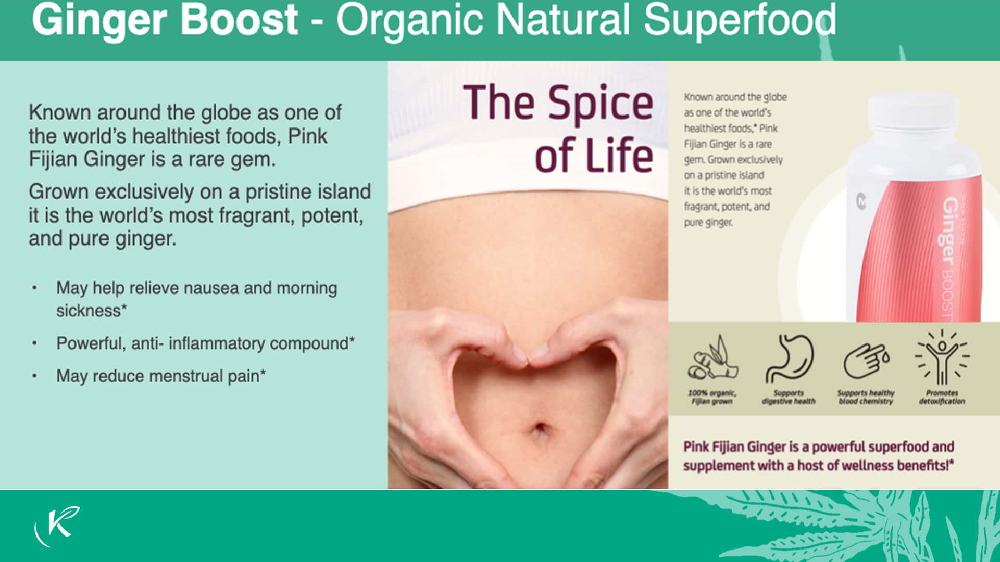 Ginger Boost - Organic Natural Superfood
Known around the globe as one of
the world's healthiest foods, Pink
Fijian Ginger is a rare gem.
Grown exclusively on a pristine island
it is the world's most fragrant, potent,
and pure ginger.
• May help relieve nausea and morning
sickness*
• Powerful, anti- inflammatory compound*
• May reduce menstrual pain*
The Spice
of Life
Known around the globe
as one of the world's
healthiest foods,* Pink
Fijian Ginger is a rare
gem. Grown exclusively
on a pristine island
it is the world's most
fragrant, potent, and
pure ginger.
Ginger BOOST
100% organic,
Fijian grown
Supports
digestive health
Supports healthy
blood chemistry
Promotes
detoxification
Pink Fijian Ginger is a powerful superfood and
supplement with a host of wellness benefits!*
K